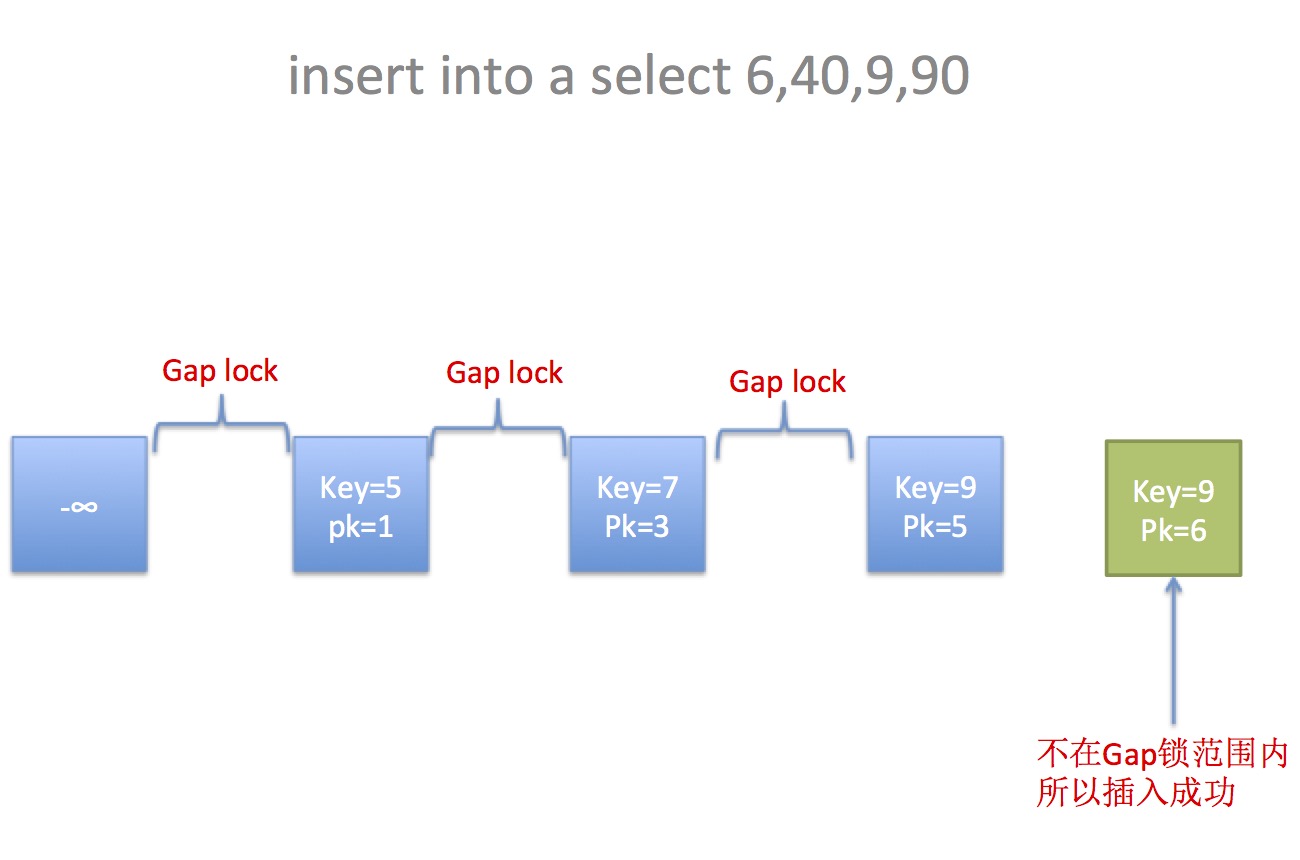 insert into a select 6,40,9,90
Gap lock
Gap lock
Gap lock
-∞
Key=5
pk=1
Key=7
Pk=3
Key=9
Pk=5
Key=9
Pk=6
不在Gap锁范围内
所以插入成功